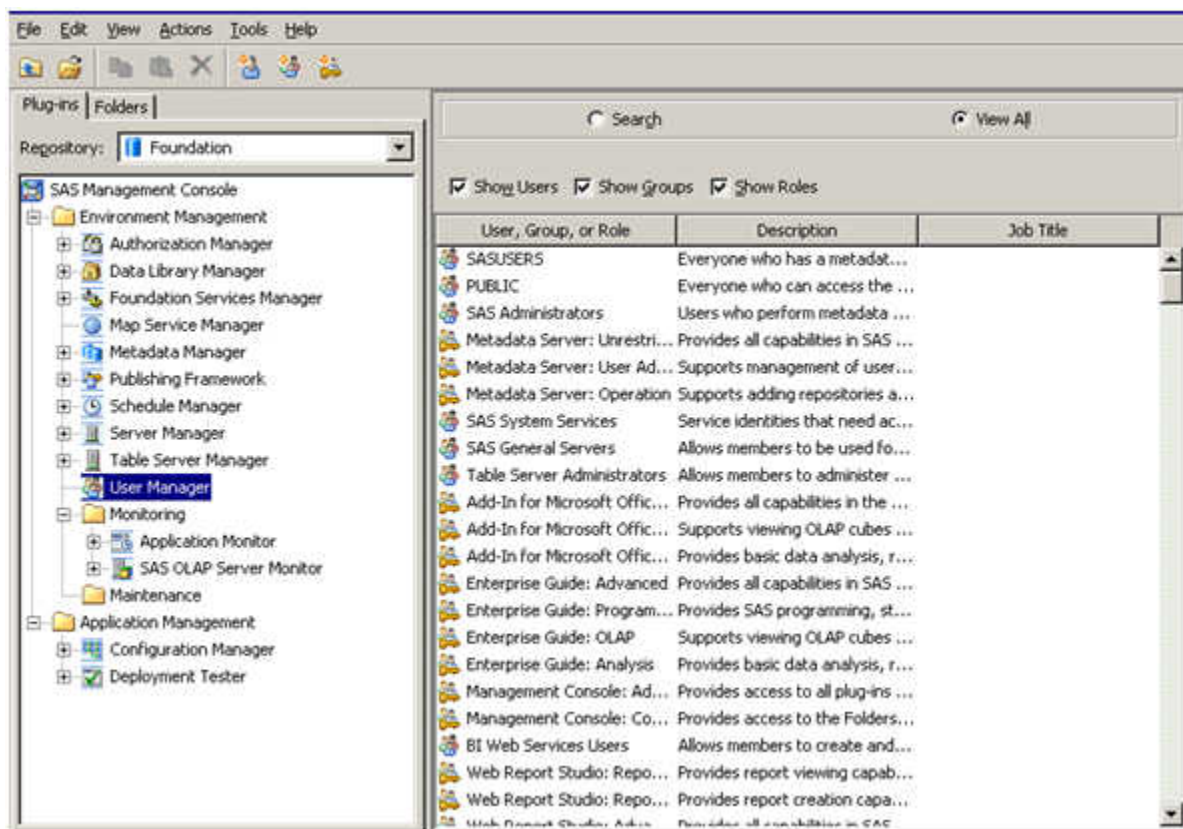 File Edit View Actions Tools Help
Plug-ins Folders
Repository: Foundation
SAS Management Console
Environment Management
Authorization Manager
Data Library Manager
Foundation Services Manager
Map Service Manager
Metadata Manager
Publishing Framework
Schedule Manager
Server Manager
Table Server Manager
User Manager
Monitoring
Application Monitor
SAS OLAP Server Monitor
Maintenance
Application Management
Configuration Manager
Deployment Tester
Search View All
Show Users Show Groups Show Roles
User, Group, or Role Description Job Title
SASUSERS Everyone who has a metadat...
PUBLIC Everyone who can access the ...
SAS Administrators Users who perform metadata ...
Metadata Server: Unrestri... Provides all capabilities in SAS ...
Metadata Server: User Ad... Supports management of user...
Metadata Server: Operation Supports adding repositories a...
SAS System Services Service identities that need ac...
SAS General Servers Allows members to be used fo...
Table Server Administrators Allows members to administer ...
Add-In for Microsoft Offic... Provides all capabilities in the ...
Add-In for Microsoft Offic... Supports viewing OLAP cubes ...
Add-In for Microsoft Offic... Provides basic data analysis, r...
Enterprise Guide: Advanced Provides all capabilities in SAS ...
Enterprise Guide: Program... Provides SAS programming, st...
Enterprise Guide: OLAP Supports viewing OLAP cubes ...
Enterprise Guide: Analysis Provides basic data analysis, r...
Management Console: Ad... Provides access to all plug-ins ...
Management Console: Co... Provides access to the Folders...
BI Web Services Users Allows members to create and...
Web Report Studio: Repo... Provides report viewing capab...
Web Report Studio: Repo... Provides report creation capa...
Web Report Studio: Adva... Provides all capabilities in SAS